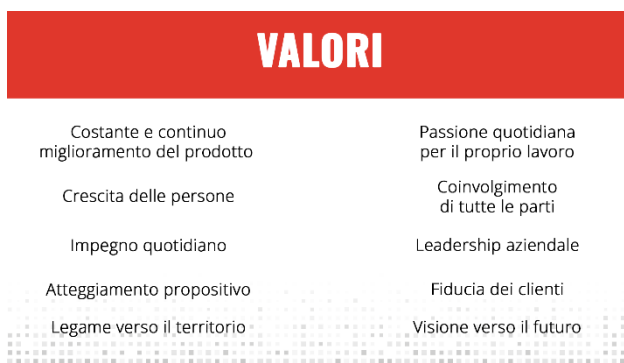 VALORI
Costante e continuo
miglioramento del prodotto
Crescita delle persone
Impegno quotidiano
Atteggiamento propositivo
Legame verso il territorio
Passione quotidiana
per il proprio lavoro
Coinvolgimento
di tutte le parti
Leadership aziendale
Fiducia dei clienti
Visione verso il futuro